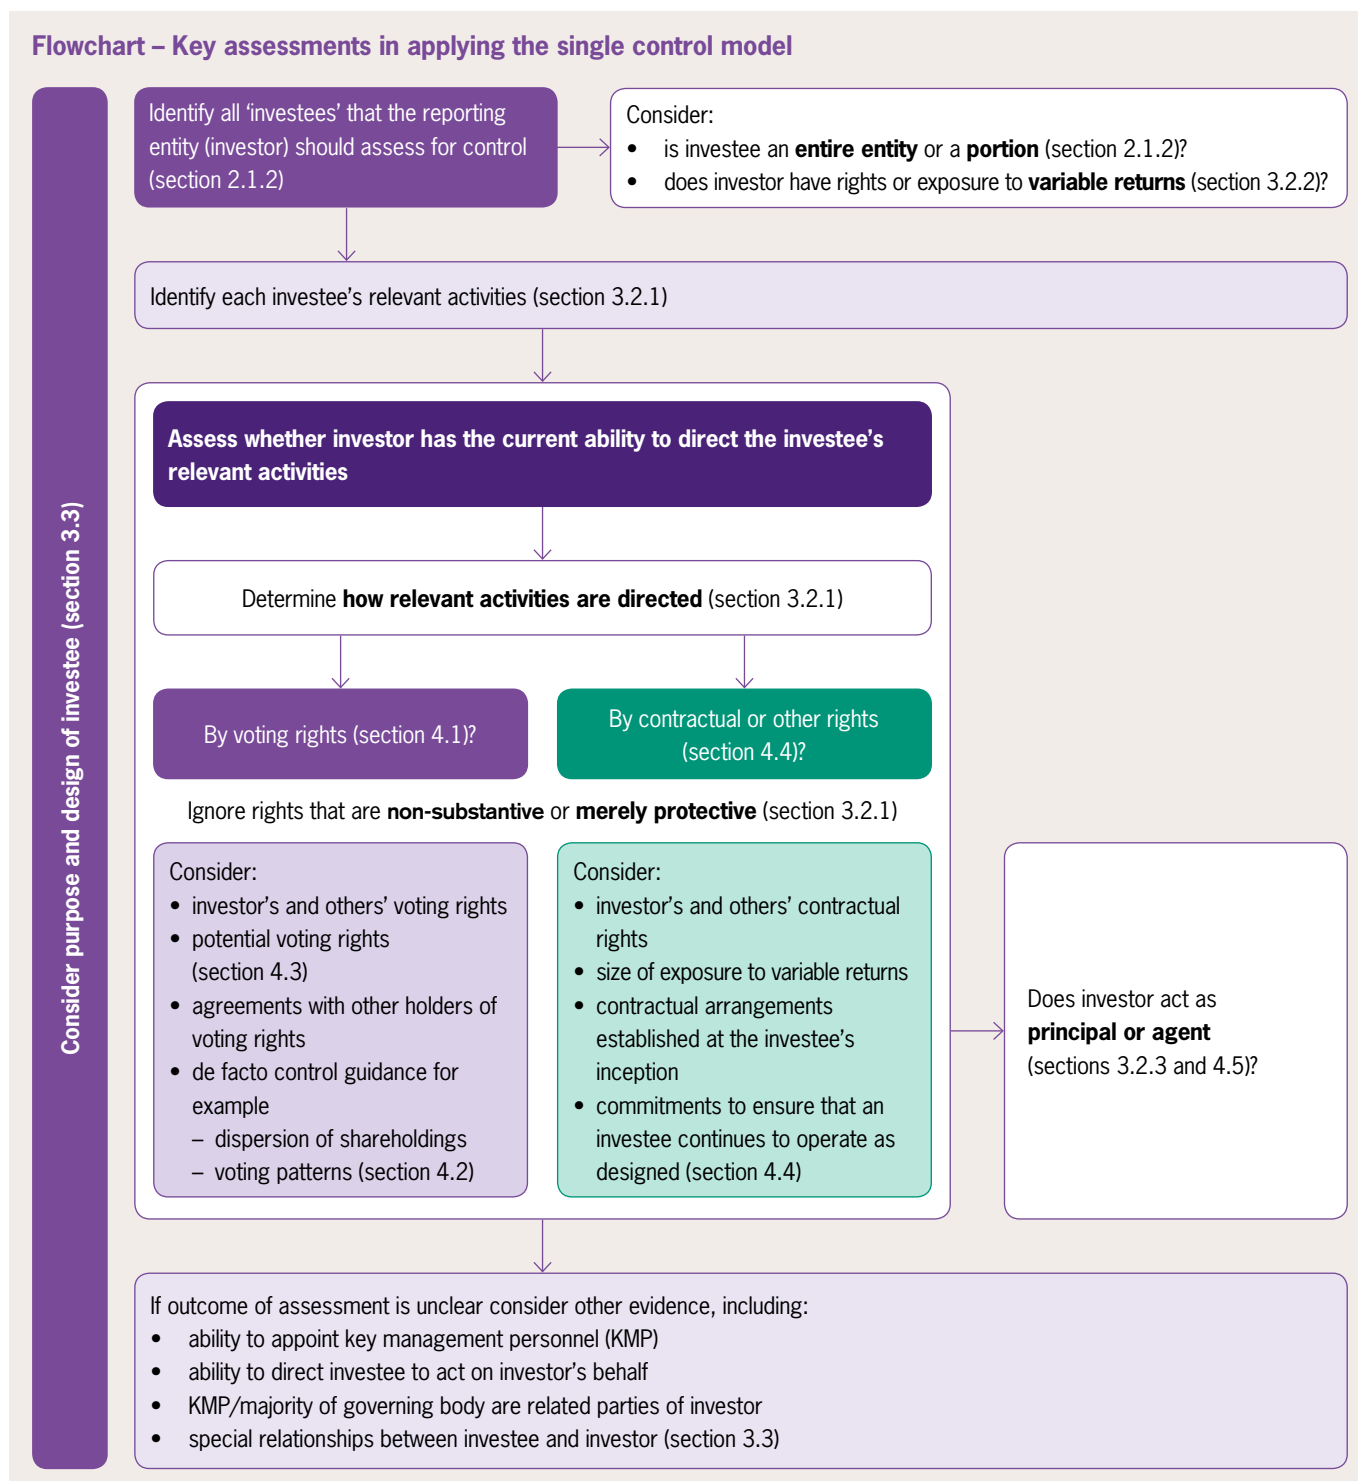 Flowchart – Key assessments in applying the single control model
Consider purpose and design of investee (section 3.3)
Identify all ‘investees’ that the reporting
entity (investor) should assess for control
(section 2.1.2)
Consider:
• is investee an entire entity or a portion (section 2.1.2)?
• does investor have rights or exposure to variable returns (section 3.2.2)?
Identify each investee’s relevant activities (section 3.2.1)
Assess whether investor has the current ability to direct the investee’s
relevant activities
Determine how relevant activities are directed (section 3.2.1)
By voting rights (section 4.1)?
By contractual or other rights
(section 4.4)?
Ignore rights that are non-substantive or merely protective (section 3.2.1)
Consider:
• investor’s and others’ voting rights
• potential voting rights
(section 4.3)
• agreements with other holders of
voting rights
• de facto control guidance for
example
– dispersion of shareholdings
– voting patterns (section 4.2)
Consider:
• investor’s and others’ contractual
rights
• size of exposure to variable returns
• contractual arrangements
established at the investee’s
inception
• commitments to ensure that an
investee continues to operate as
designed (section 4.4)
Does investor act as
principal or agent
(sections 3.2.3 and 4.5)?
If outcome of assessment is unclear consider other evidence, including:
• ability to appoint key management personnel (KMP)
• ability to direct investee to act on investor’s behalf
• KMP/majority of governing body are related parties of investor
• special relationships between investee and investor (section 3.3)